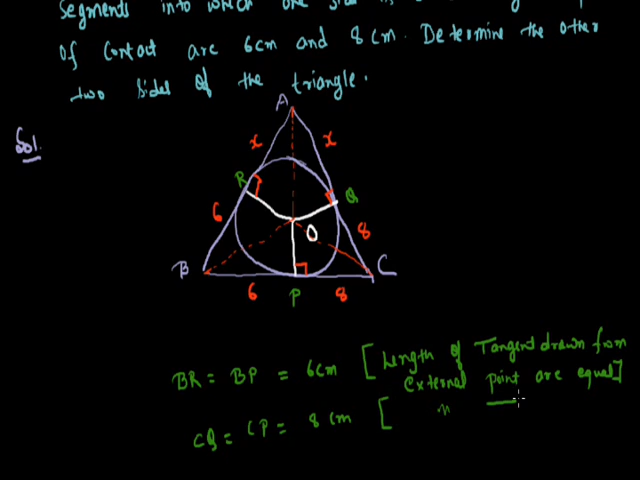 Segments into which one side is
of contact are 6cm and 8cm. Determine the other
two sides of the triangle.
Sol.
A
x x
R Q
6 O 8
B C
6 P 8
BR = BP = 6cm [Length of Tangent drawn from
external point are equal]
CQ = CP = 8cm [ "